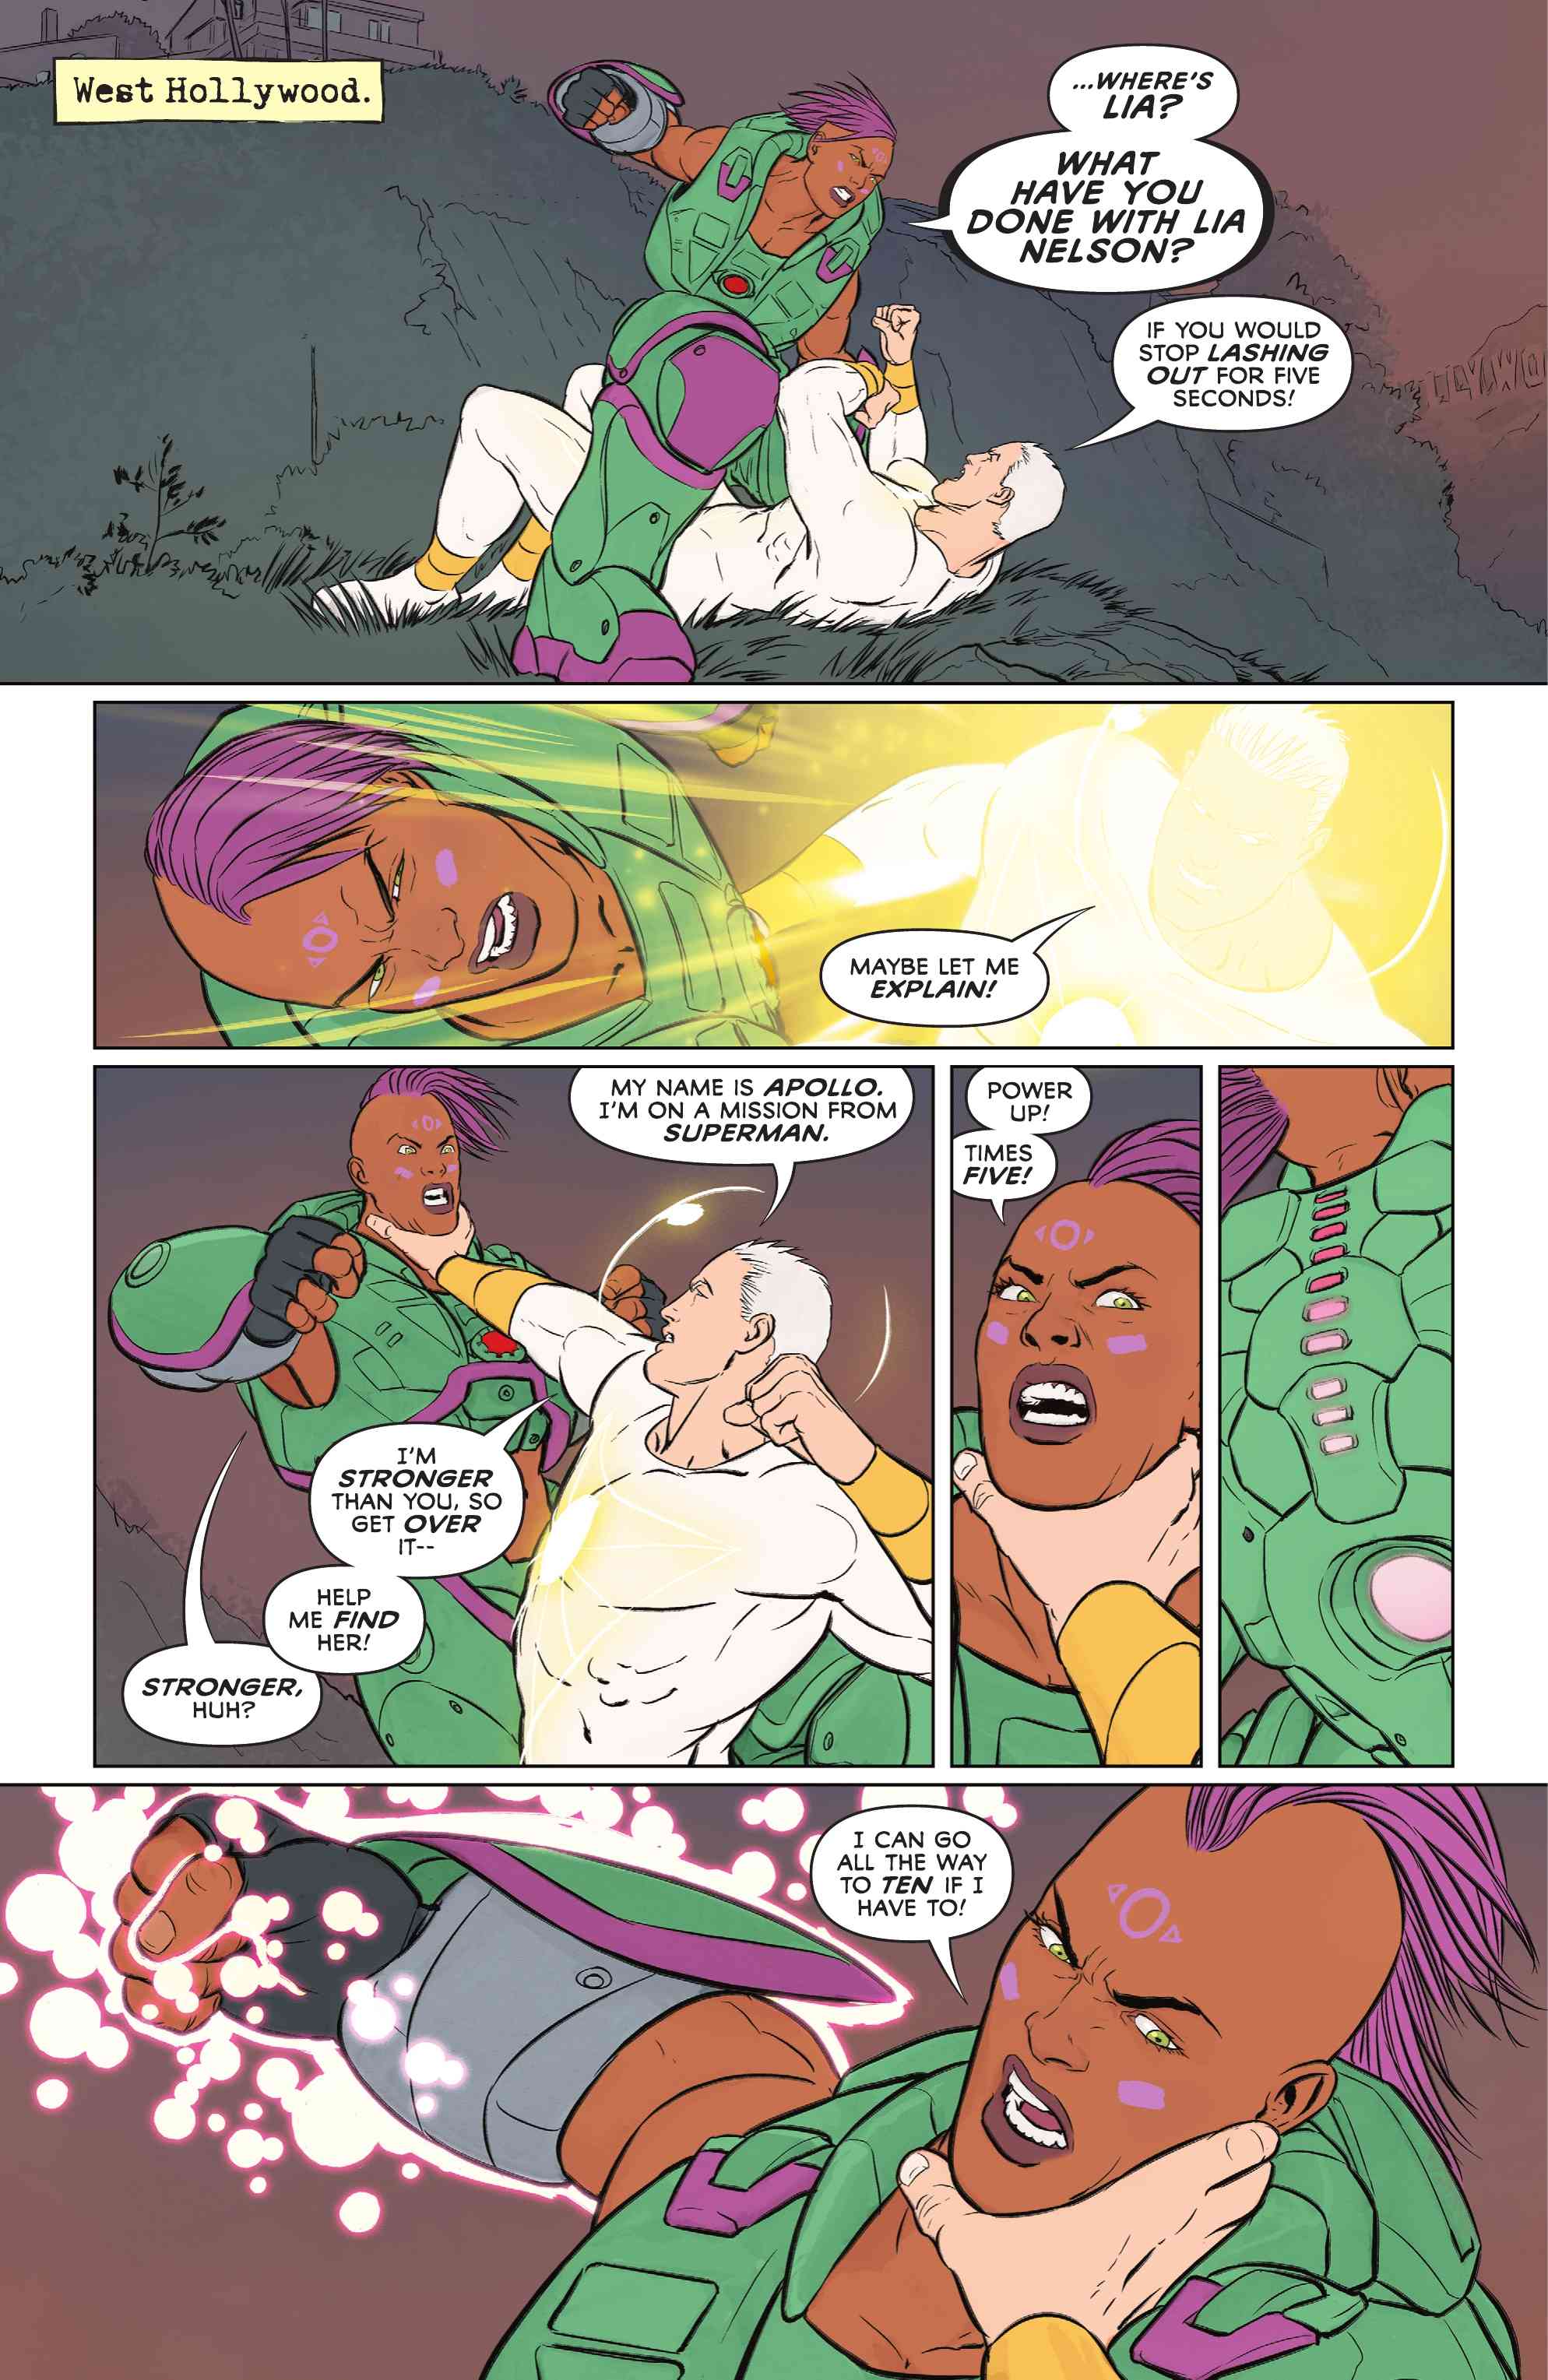 West Hollywood.
...WHERE'S
LIA?
WHAT
HAVE YOU
DONE WITH LIA
NELSON?
IF YOU WOULD
STOP LASHING
OUT FOR FIVE
SECONDS!
MAYBE LET ME
EXPLAIN!
MY NAME IS APOLLO.
I'M ON A MISSION FROM
SUPERMAN.
I'M
STRONGER
THAN YOU, SO
GET OVER
IT--
HELP
ME FIND
HER!
STRONGER,
HUH?
POWER
UP!
TIMES
FIVE!
I CAN GO
ALL THE WAY
TO TEN IF I
HAVE TO!